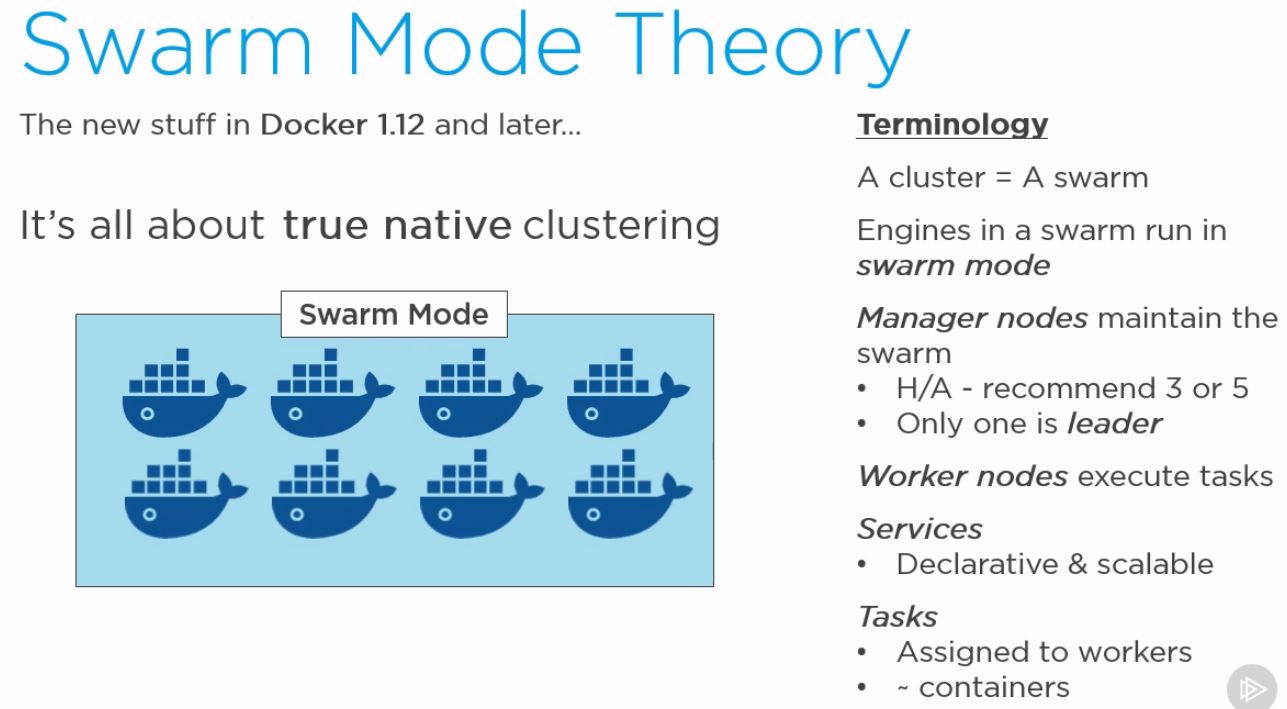 Swarm Mode Theory
The new stuff in Docker 1.12 and later...
It's all about true native clustering
Swarm Mode
Terminology
A cluster = A swarm
Engines in a swarm run in
swarm mode
Manager nodes maintain the
swarm
• H/A - recommend 3 or 5
• Only one is leader
Worker nodes execute tasks
Services
• Declarative & scalable
Tasks
• Assigned to workers
• ~ containers